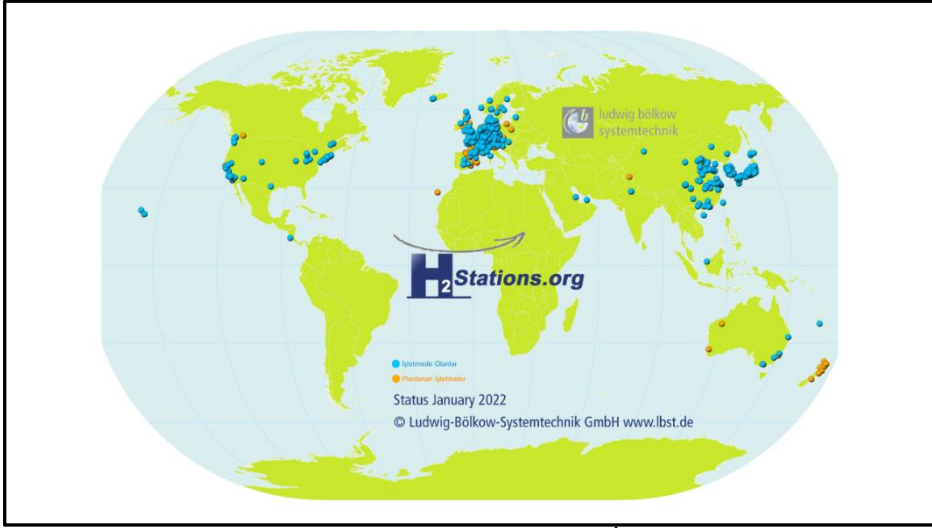 ludwig bölkow
systemtechnik
H2Stations.org
İşletmede Olanlar
Planlanan İşletmeler
Status January 2022
© Ludwig-Bölkow-Systemtechnik GmbH www.lbst.de